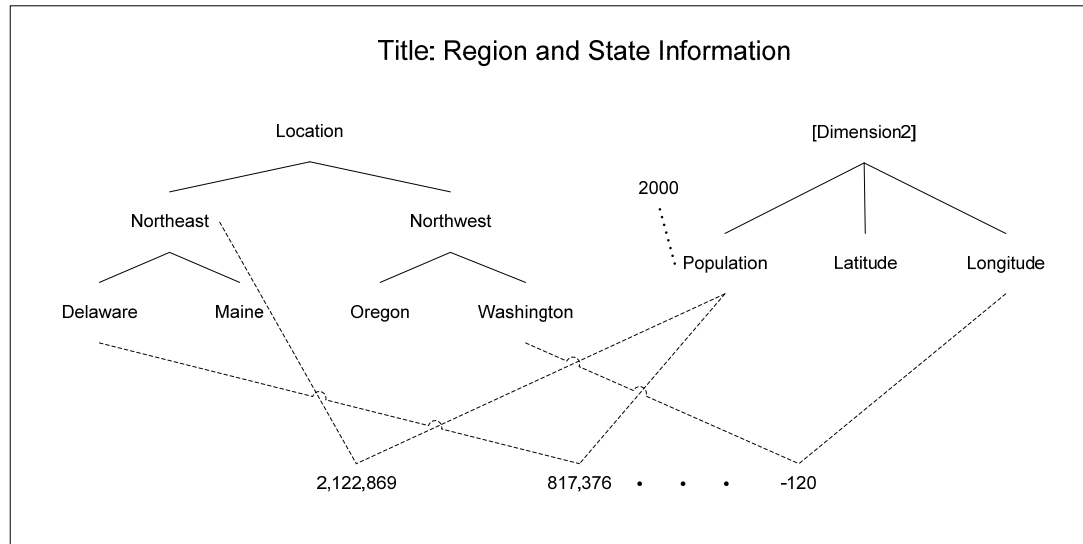 Title: Region and State Information
Location
[Dimension2]
2000
Northeast
Northwest
Population
Latitude
Longitude
Delaware
Maine
Oregon
Washington
2,122,869
817,376
-120